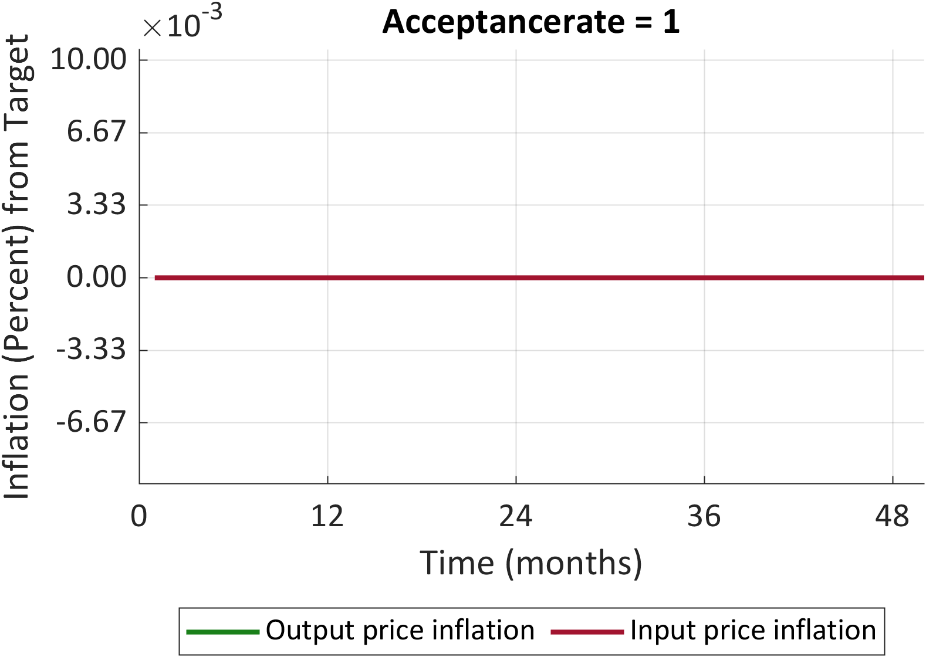 ×10-3
Acceptancerate = 1
Inflation (Percent) from Target
10.00
6.67
3.33
0.00
-3.33
-6.67
0 12 24 36 48
Time (months)
Output price inflation Input price inflation